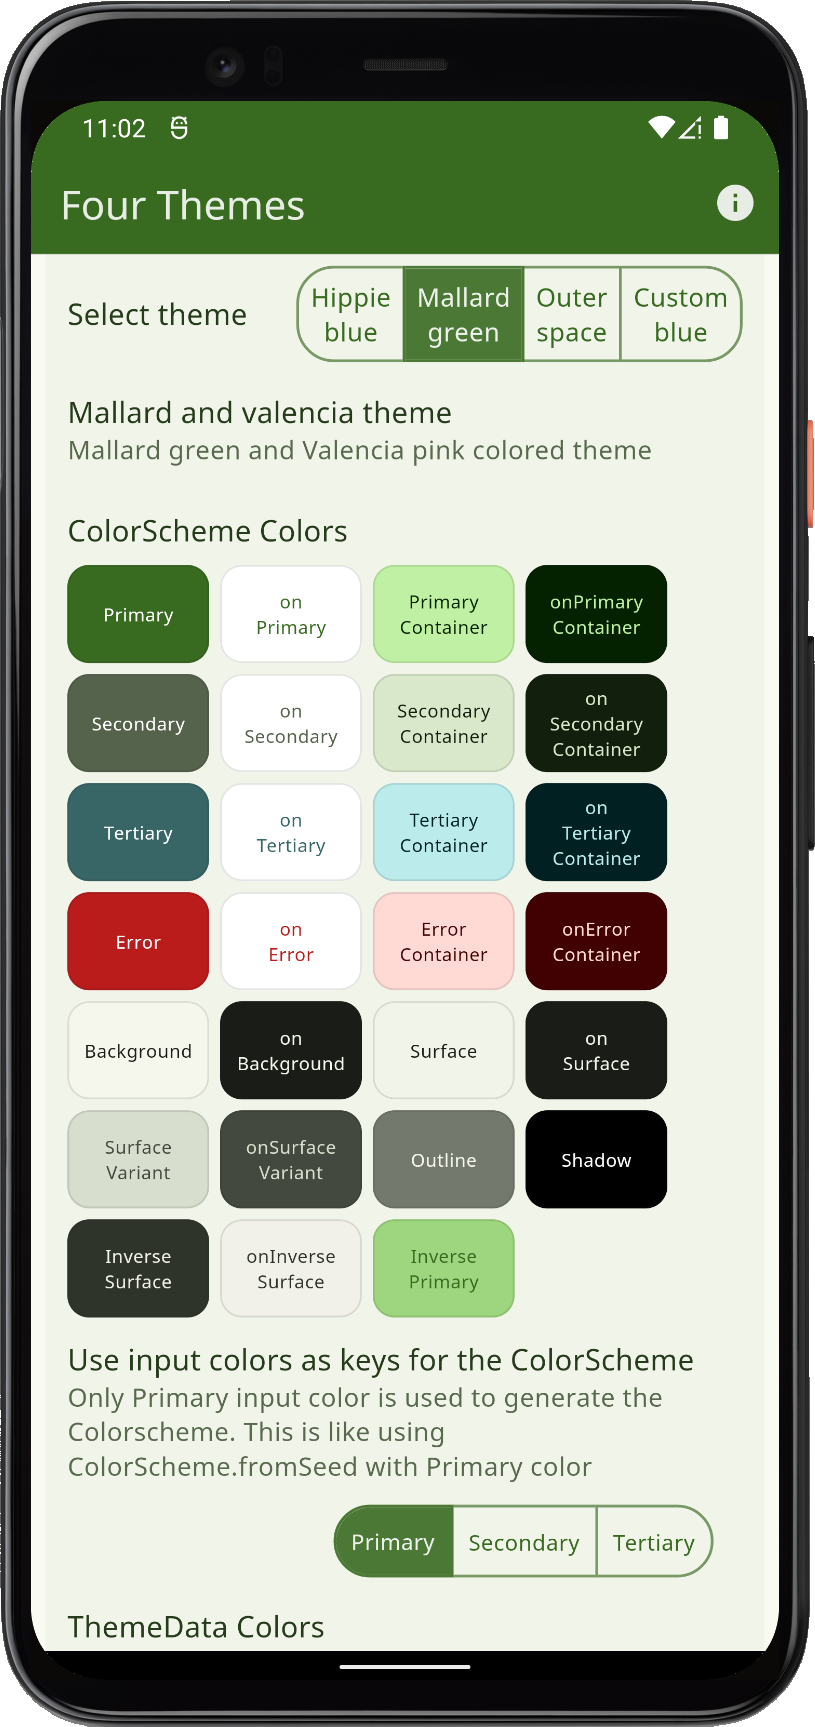 11:02
Four Themes
Select theme
Hippie
blue
Mallard
green
Outer
space
Custom
blue
Mallard and valencia theme
Mallard green and Valencia pink colored theme
ColorScheme Colors
Primary
on
Primary
Primary
Container
onPrimary
Container
Secondary
on
Secondary
Secondary
Container
on
Secondary
Container
Tertiary
on
Tertiary
Tertiary
Container
on
Tertiary
Container
Error
on
Error
Error
Container
onError
Container
Background
on
Background
Surface
on
Surface
Surface
Variant
onSurface
Variant
Outline
Shadow
Inverse
Surface
onInverse
Surface
Inverse
Primary
Use input colors as keys for the ColorScheme
Only Primary input color is used to generate the
Colorscheme. This is like using
ColorScheme.fromSeed with Primary color
Primary
Secondary
Tertiary
ThemeData Colors